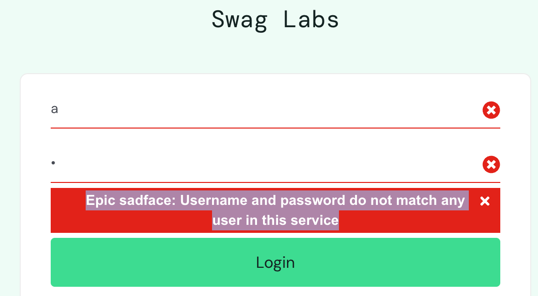 Swag Labs
a
•
Epic sadface: Username and password do not match any
user in this service
Login